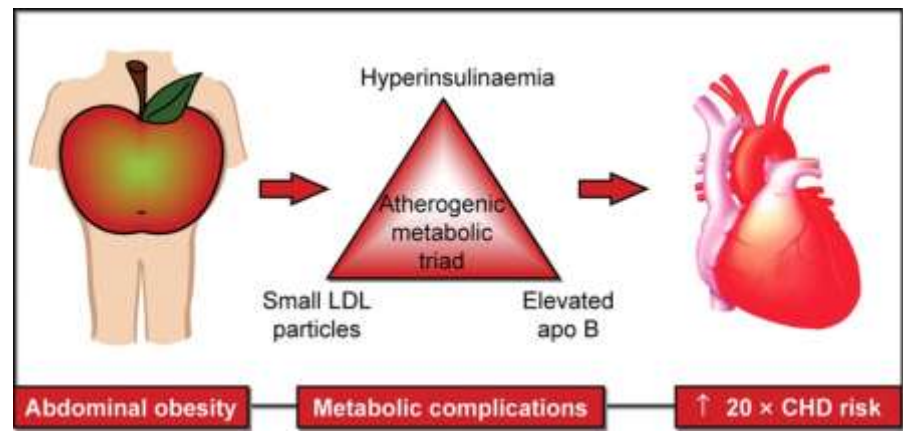 Hyperinsulinaemia
Atherogenic
metabolic
triad
Small LDL
particles
Elevated
apo B
Abdominal obesity
Metabolic complications
↑ 20 × CHD risk